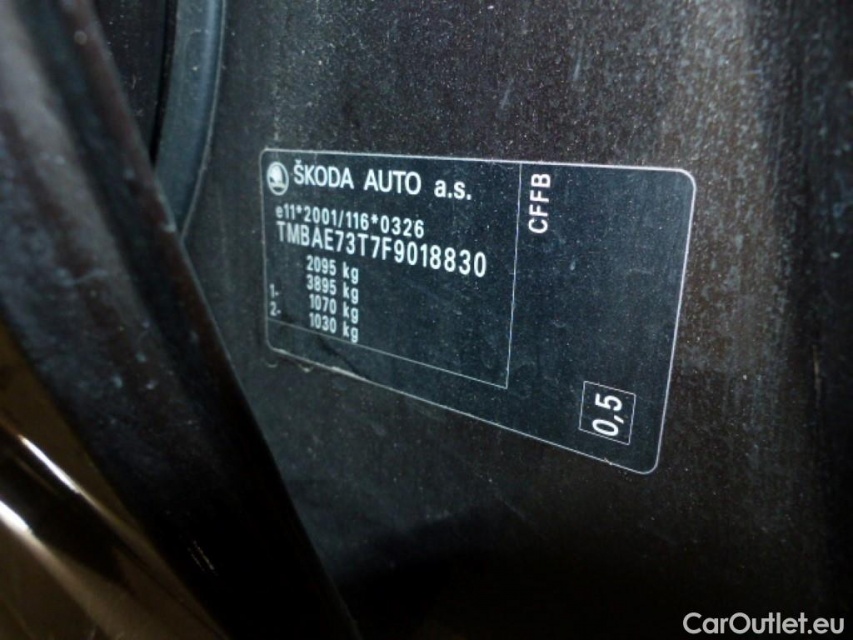 ŠKODA AUTO a.s.
e11*2001/116*0326
TMBAE73T7F9018830
2095 kg
3895 kg
1- 1070 kg
2- 1030 kg
CFFB
0,5
CarOutlet.eu